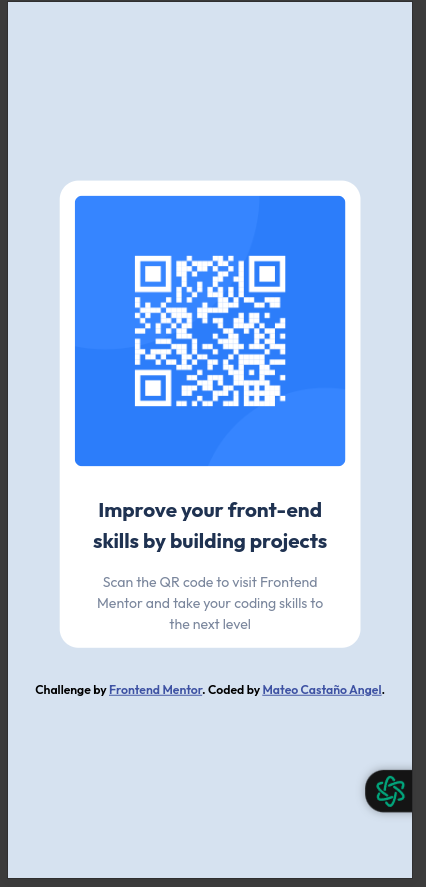 Improve your front-end
skills by building projects
Scan the QR code to visit Frontend
Mentor and take your coding skills to
the next level
Challenge by Frontend Mentor. Coded by Mateo Castaño Angel.